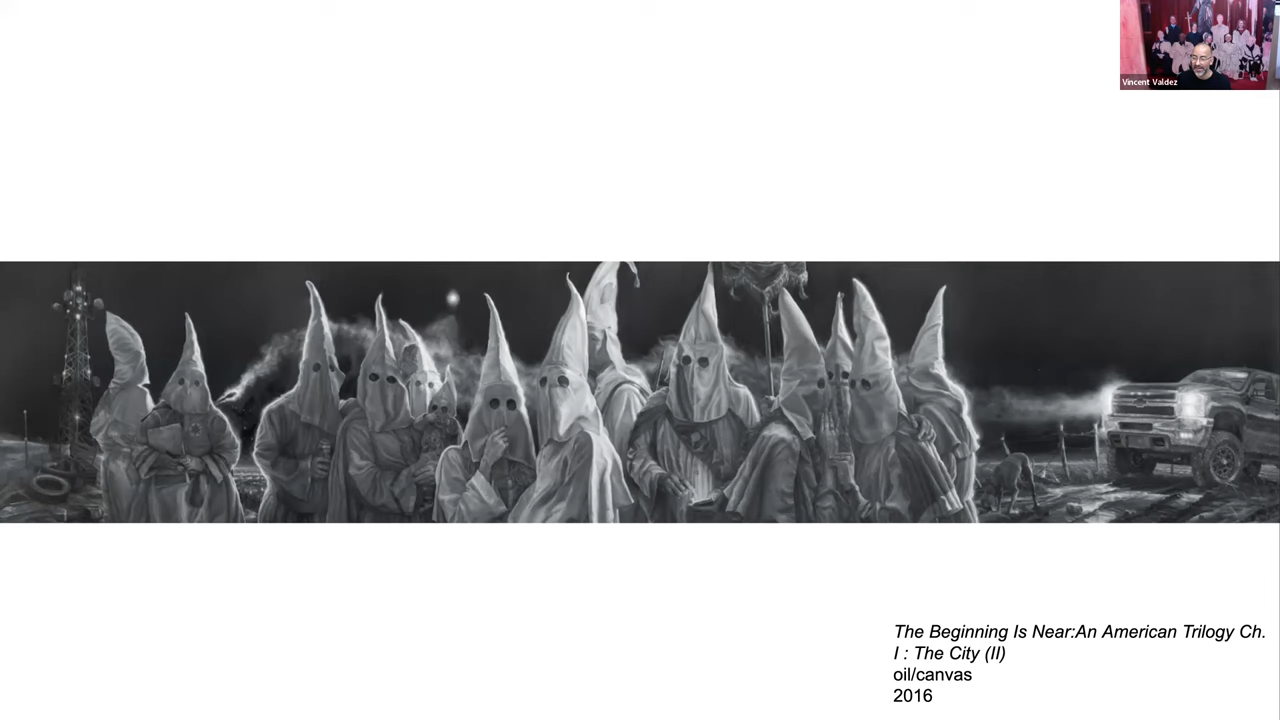 Vincent Valdez
The Beginning Is Near:An American Trilogy Ch.
I : The City (II)
oil/canvas
2016